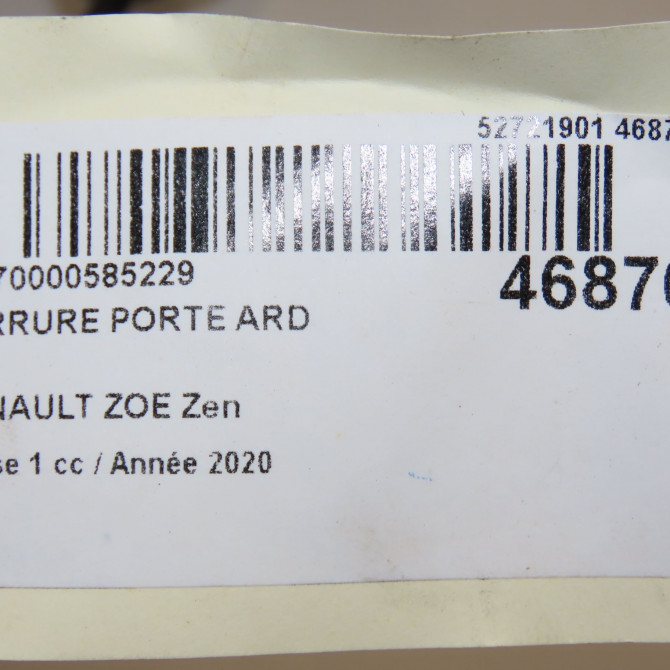 52721901 4687
70000585229
46870
RRURE PORTE ARD
NAULT ZOE Zen
se 1 cc / Année 2020